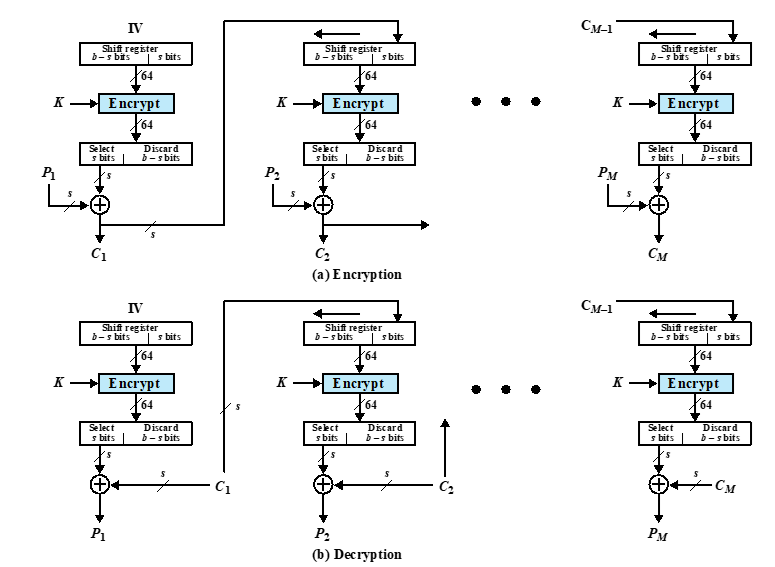 IV C_M–1
Shift register Shift register Shift register
b – s bits | s bits b – s bits | s bits b – s bits | s bits
64 64 64
K Encrypt K Encrypt K Encrypt
64 64 64
Select Discard Select Discard Select Discard
s bits | b – s bits s bits | b – s bits s bits | b – s bits
P1 s P2 s PM s
s s s
s
C1 C2 CM
(a) Encryption
IV C_M–1
Shift register Shift register Shift register
b – s bits | s bits b – s bits | s bits b – s bits | s bits
64 64 64
K Encrypt K Encrypt K Encrypt
s
64 64 64
Select Discard Select Discard Select Discard
s bits | b – s bits s bits | b – s bits s bits | b – s bits
s s s
s C1 s C2 s CM
P1 P2 PM
(b) Decryption